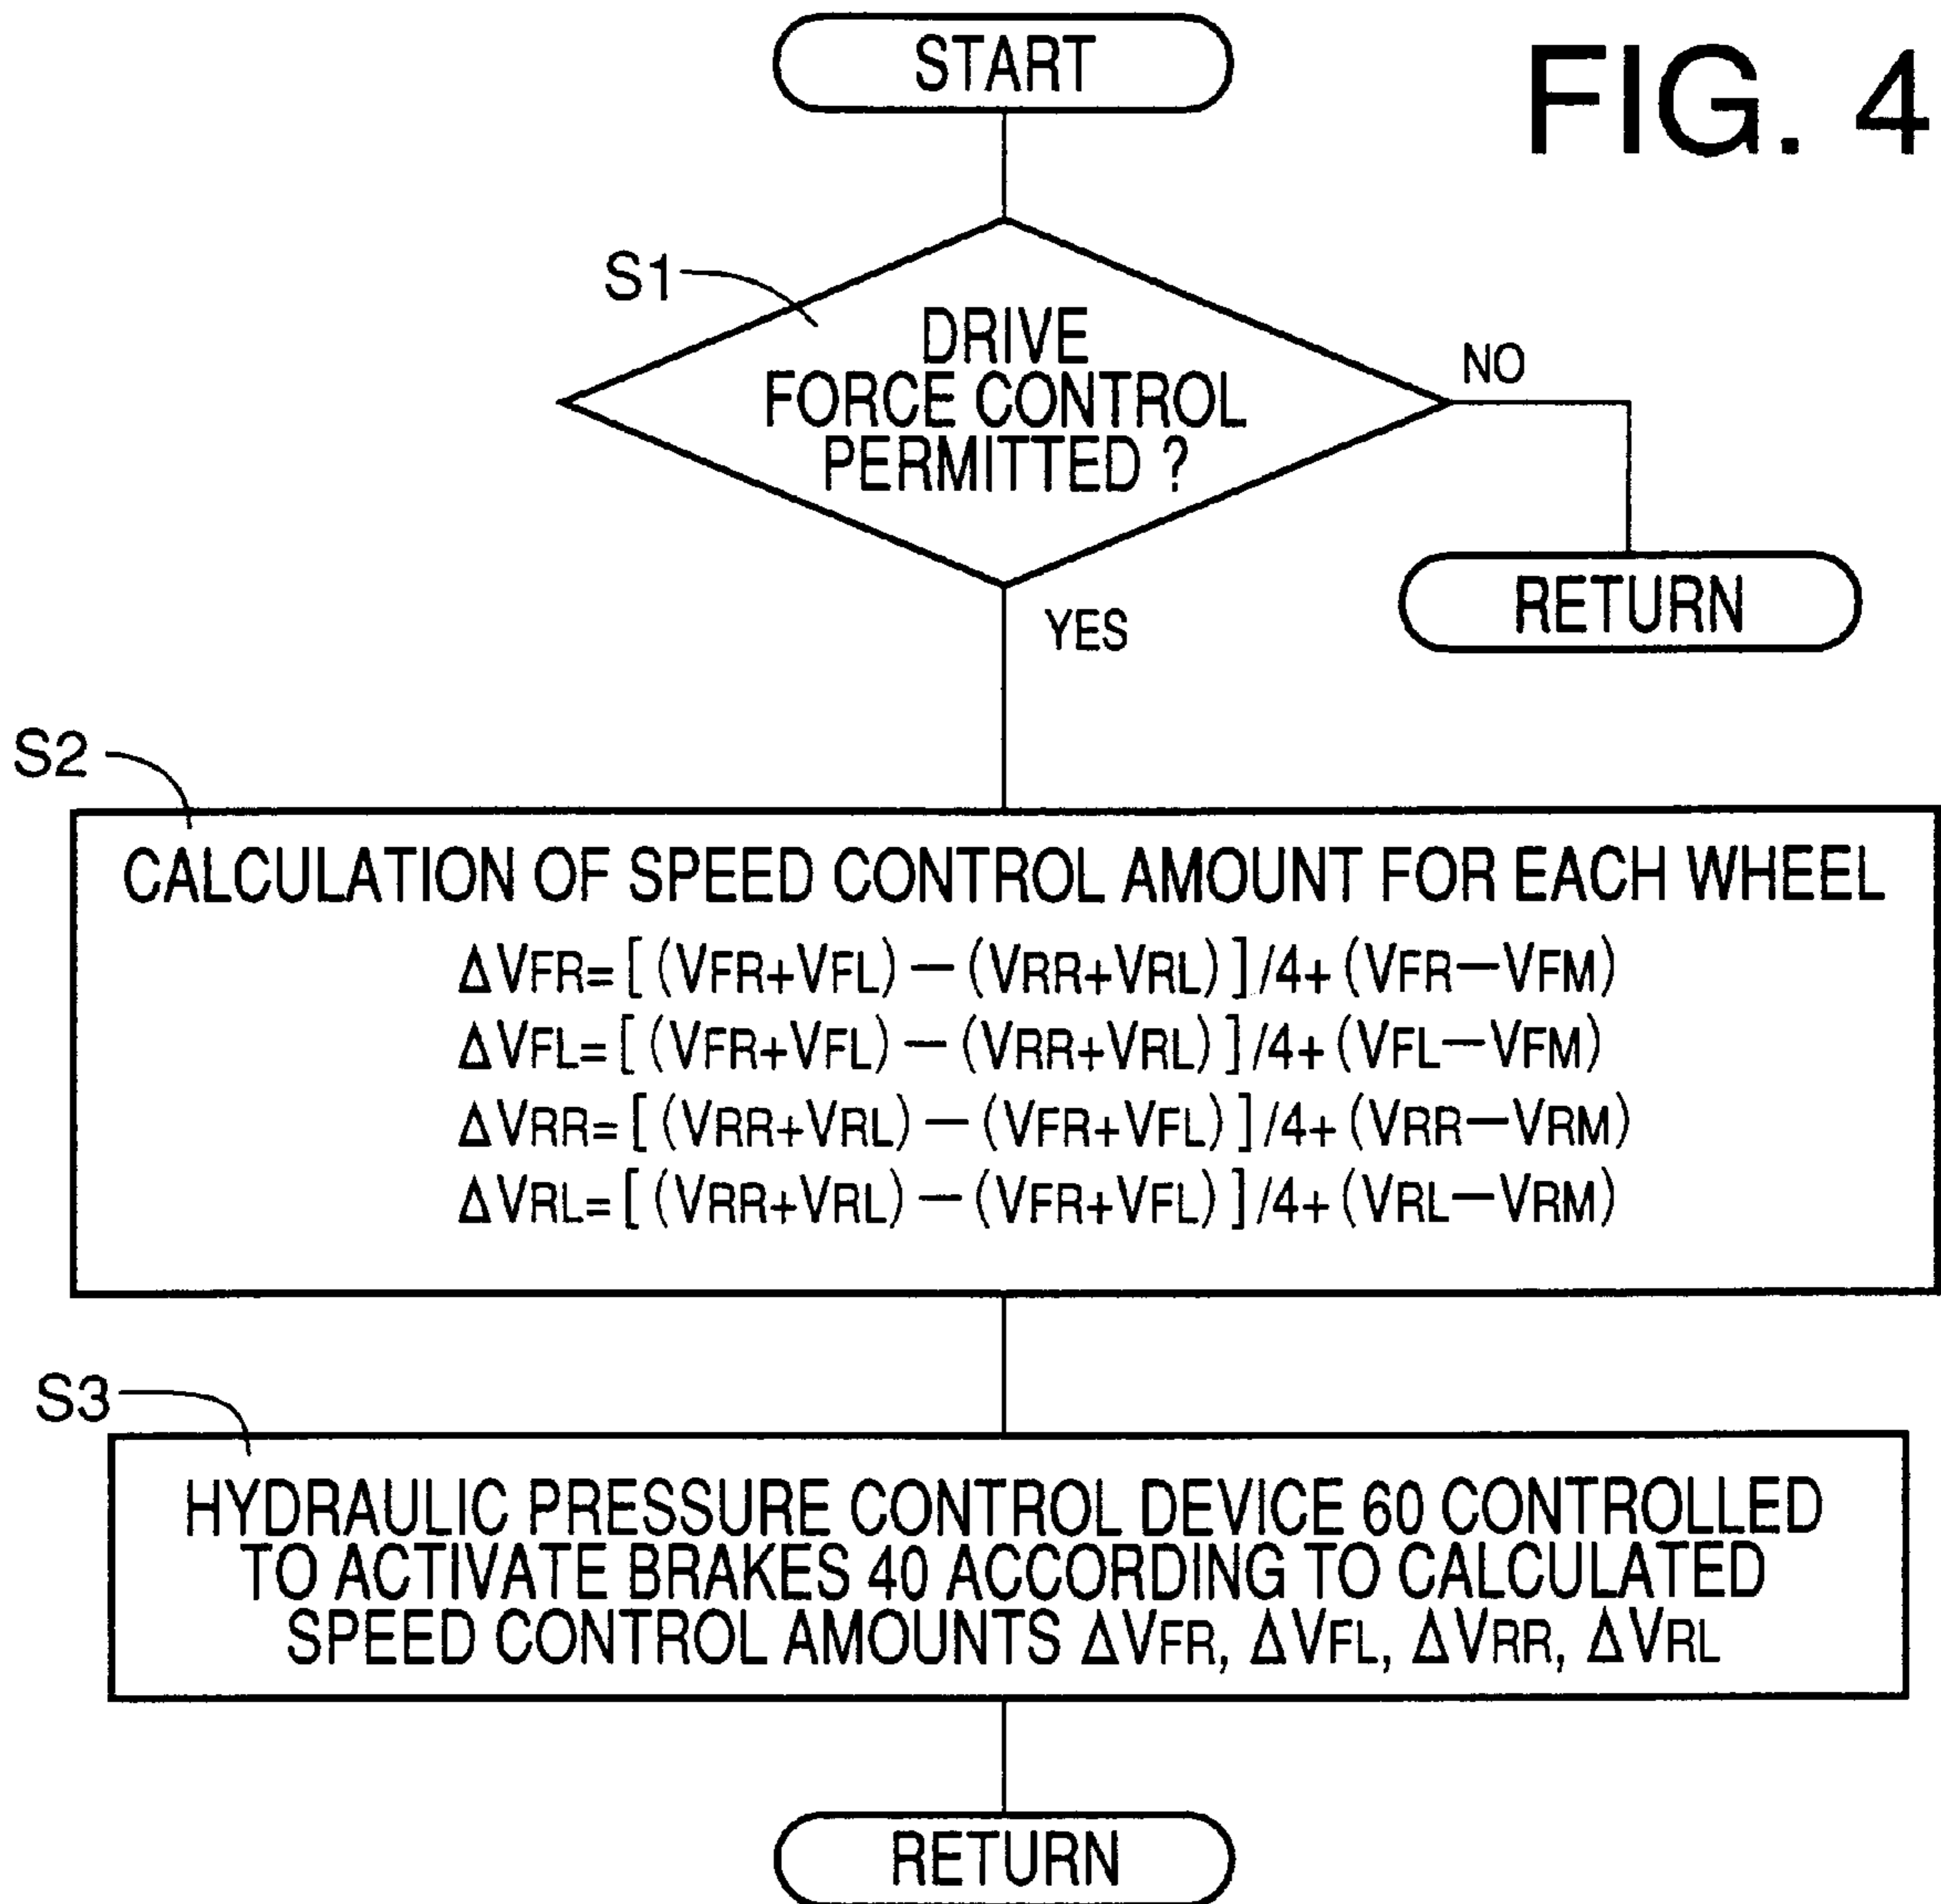 START
FIG. 4
S1
DRIVE
FORCE CONTROL
PERMITTED ?
NO
RETURN
YES
S2
CALCULATION OF SPEED CONTROL AMOUNT FOR EACH WHEEL
ΔVFR=[(VFR+VFL)−(VRR+VRL)]/4+(VFR−VFM)
ΔVFL=[(VFR+VFL)−(VRR+VRL)]/4+(VFL−VFM)
ΔVRR=[(VRR+VRL)−(VFR+VFL)]/4+(VRR−VRM)
ΔVRL=[(VRR+VRL)−(VFR+VFL)]/4+(VRL−VRM)
S3
HYDRAULIC PRESSURE CONTROL DEVICE 60 CONTROLLED
TO ACTIVATE BRAKES 40 ACCORDING TO CALCULATED
SPEED CONTROL AMOUNTS ΔVFR, ΔVFL, ΔVRR, ΔVRL
RETURN